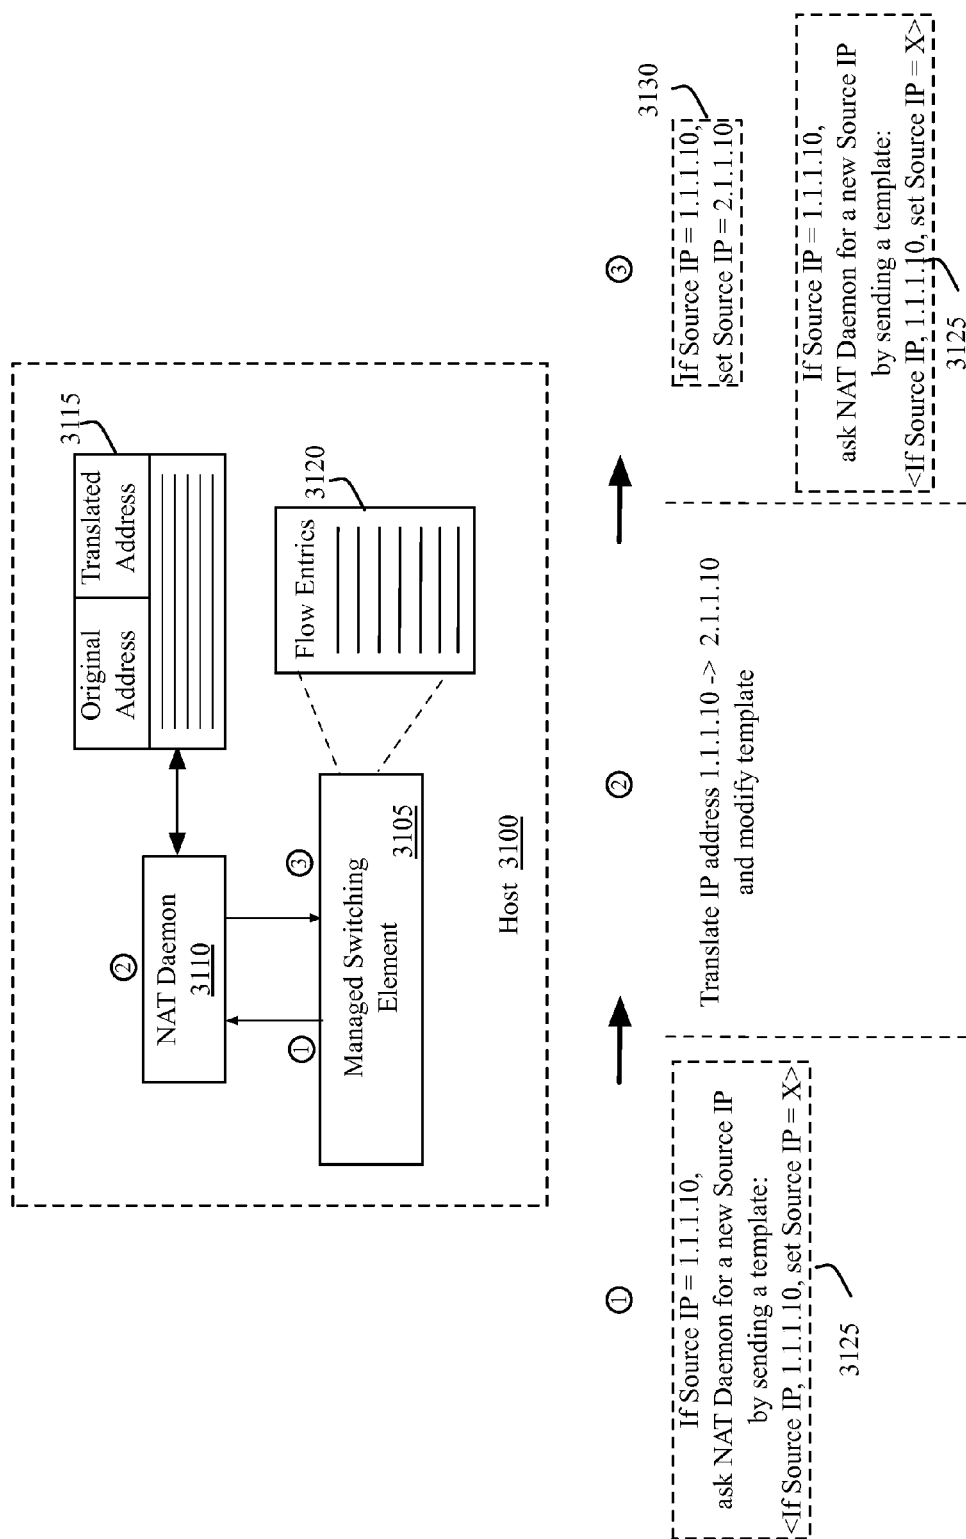 3115
Original
Address
Translated
Address
②
NAT Daemon
3110
3120
Flow Entries
①
③
Managed Switching
Element
3105
Host 3100
①
②
③
If Source IP = 1.1.1.10,
ask NAT Daemon for a new Source IP
by sending a template:
<If Source IP, 1.1.1.10, set Source IP = X>
3125
Translate IP address 1.1.1.10 -> 2.1.1.10
and modify template
3130
If Source IP = 1.1.1.10,
set Source IP = 2.1.1.10
If Source IP = 1.1.1.10,
ask NAT Daemon for a new Source IP
by sending a template:
<If Source IP, 1.1.1.10, set Source IP = X>
3125